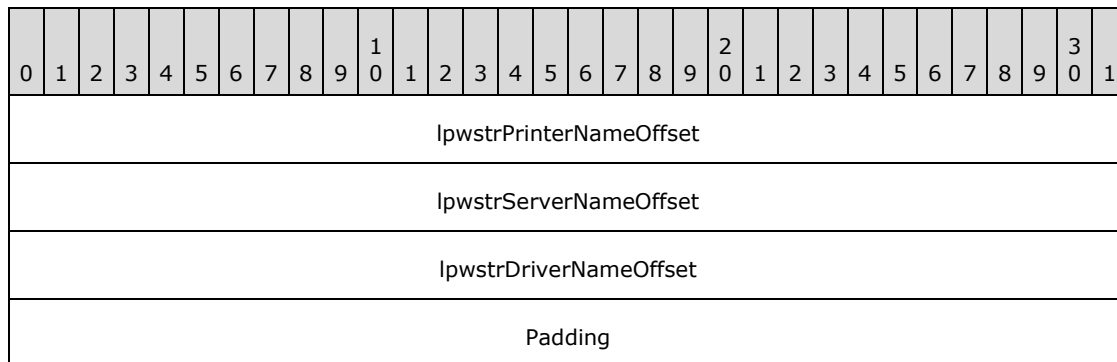 0 1 2 3 4 5 6 7 8 9 10 1 2 3 4 5 6 7 8 9 20 1 2 3 4 5 6 7 8 9 30 1
lpwstrPrinterNameOffset
lpwstrServerNameOffset
lpwstrDriverNameOffset
Padding